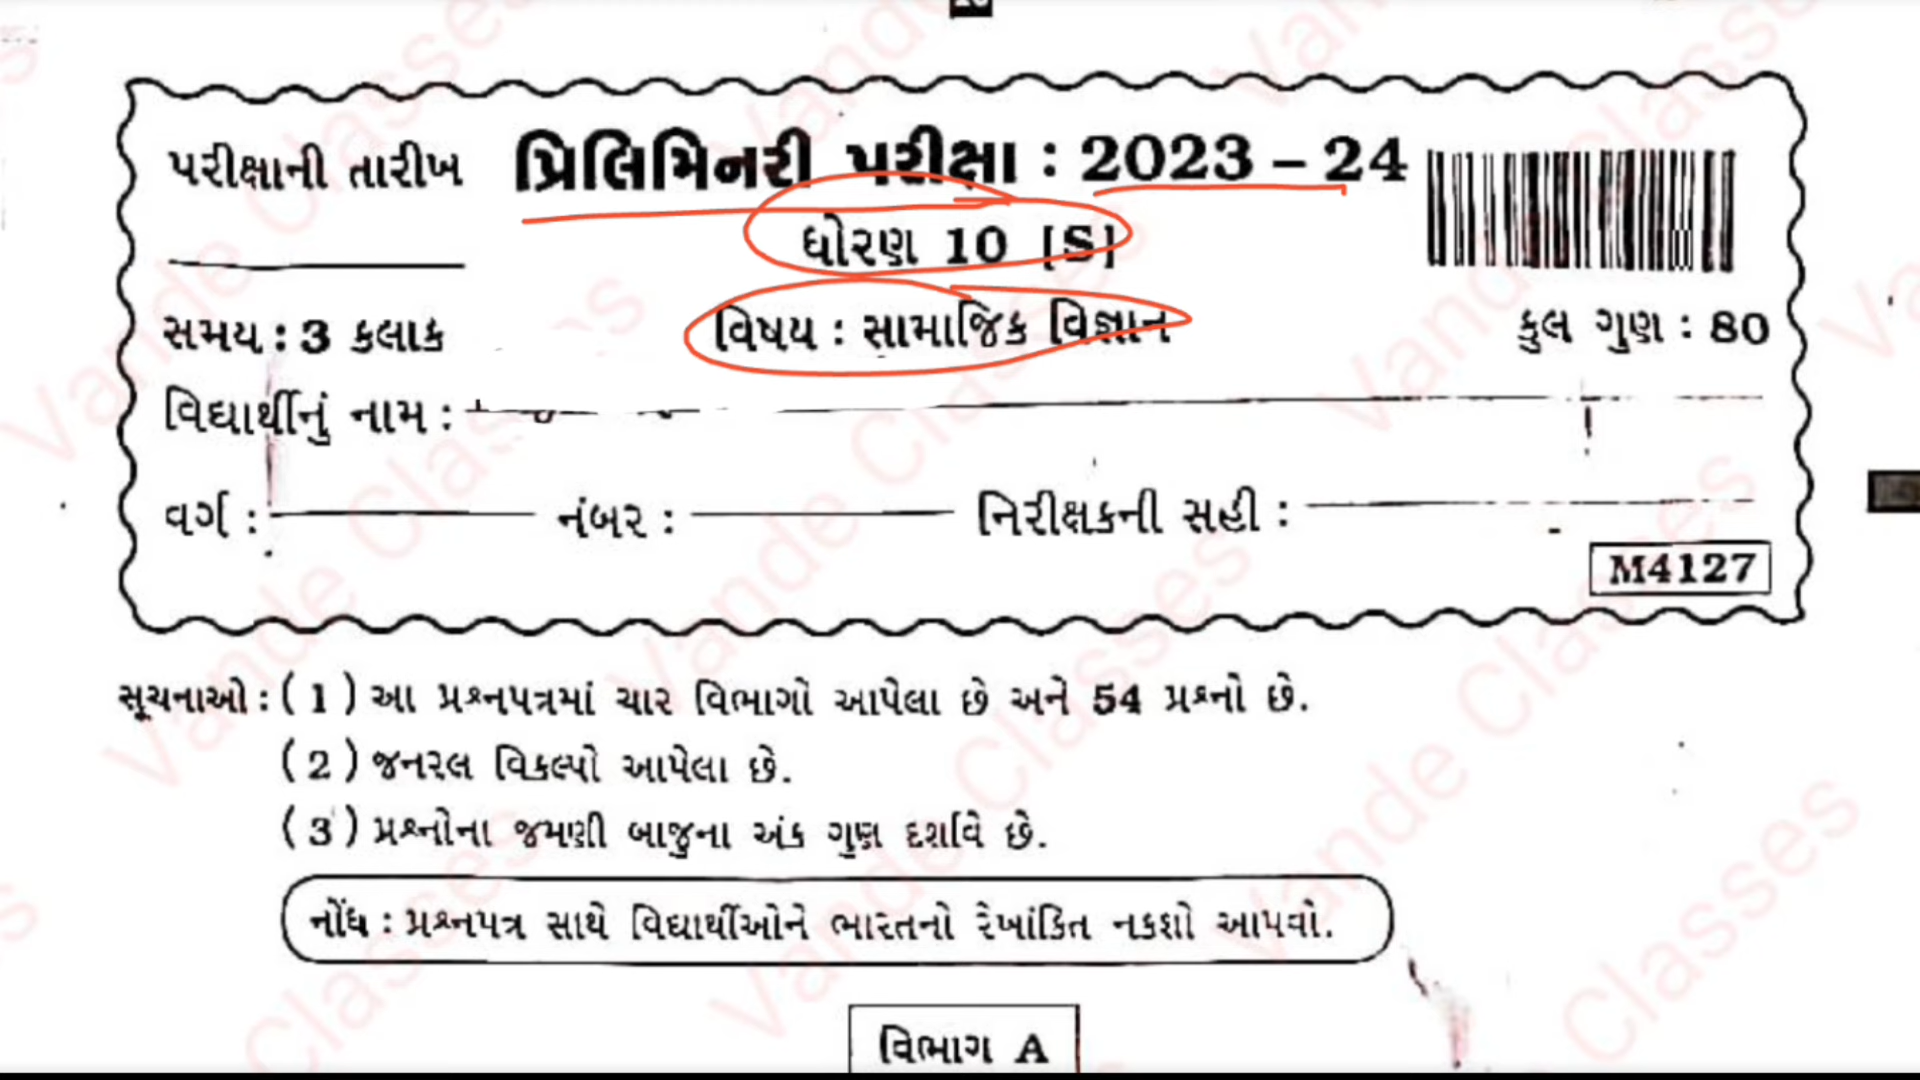 પરીક્ષાની તારીખ પ્રિલિમિનરી પરીક્ષા : 2023 – 24
ધોરણ 10 [S]
સમય : 3 કલાક વિષય : સામાજિક વિજ્ઞાન કુલ ગુણ : 80
વિદ્યાર્થીનું નામ :
વર્ગ : નંબર : નિરીક્ષકની સહી :
M4127
સૂચનાઓ : ( 1 ) આ પ્રશ્નપત્રમાં ચાર વિભાગો આપેલા છે અને 54 પ્રશ્નો છે.
( 2 ) જનરલ વિકલ્પો આપેલા છે.
( 3 ) પ્રશ્નોના જમણી બાજુના અંક ગુણ દર્શાવે છે.
નોંધ : પ્રશ્નપત્ર સાથે વિદ્યાર્થીઓને ભારતનો રેખાંકિત નકશો આપવો.
વિભાગ A
Vande Classes